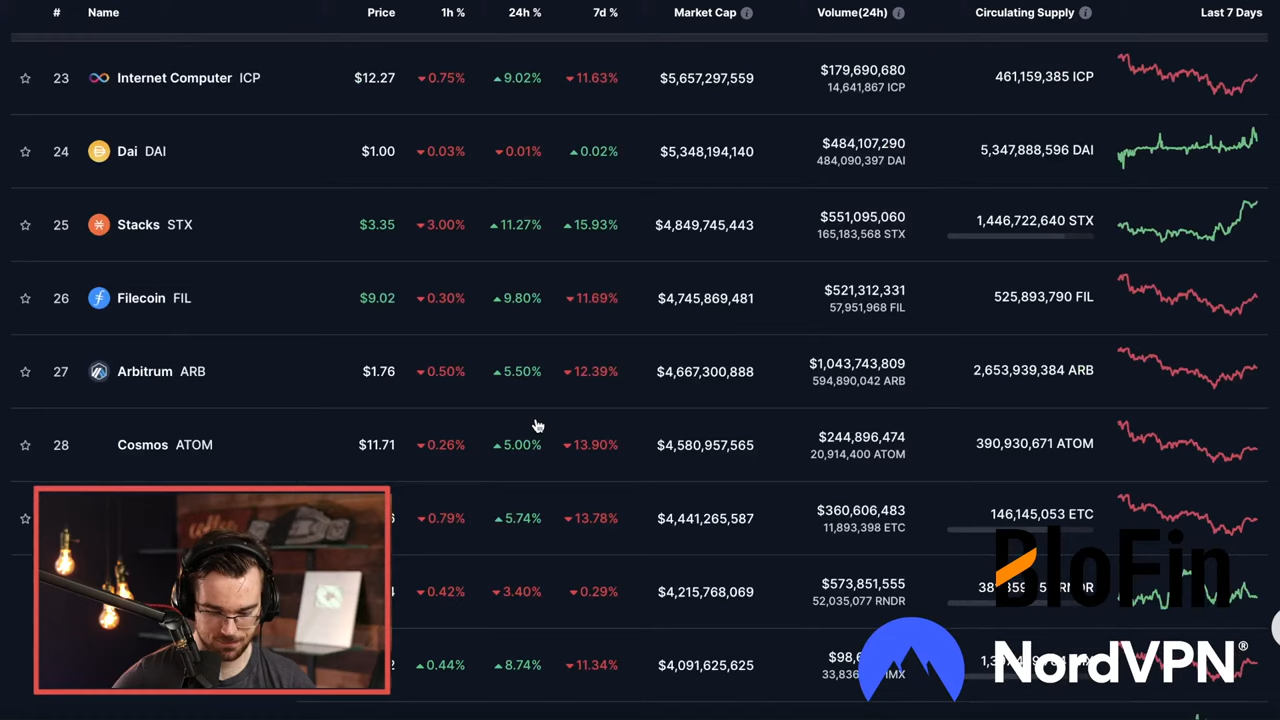 # Name Price 1h % 24h % 7d % Market Cap Volume(24h) Circulating Supply Last 7 Days
23 Internet Computer ICP $12.27 0.75% 9.02% 11.63% $5,657,297,559 $179,690,680 461,159,385 ICP
14,641,867 ICP
24 Dai DAI $1.00 0.03% 0.01% 0.02% $5,348,194,140 $484,107,290 5,347,888,596 DAI
484,090,397 DAI
25 Stacks STX $3.35 3.00% 11.27% 15.93% $4,849,745,443 $551,095,060 1,446,722,640 STX
165,183,568 STX
26 Filecoin FIL $9.02 0.30% 9.80% 11.69% $4,745,869,481 $521,312,331 525,893,790 FIL
57,951,968 FIL
27 Arbitrum ARB $1.76 0.50% 5.50% 12.39% $4,667,300,888 $1,043,743,809 2,653,939,384 ARB
594,890,042 ARB
28 Cosmos ATOM $11.71 0.26% 5.00% 13.90% $4,580,957,565 $244,896,474 390,930,671 ATOM
20,914,400 ATOM
0.79% 5.74% 13.78% $4,441,265,587 $360,606,483 146,145,053 ETC
11,893,398 ETC
0.42% 3.40% 0.29% $4,215,768,069 $573,851,555 RNDR
52,035,077 RNDR
BloFin
0.44% 8.74% 11.34% $4,091,625,625
NordVPN®